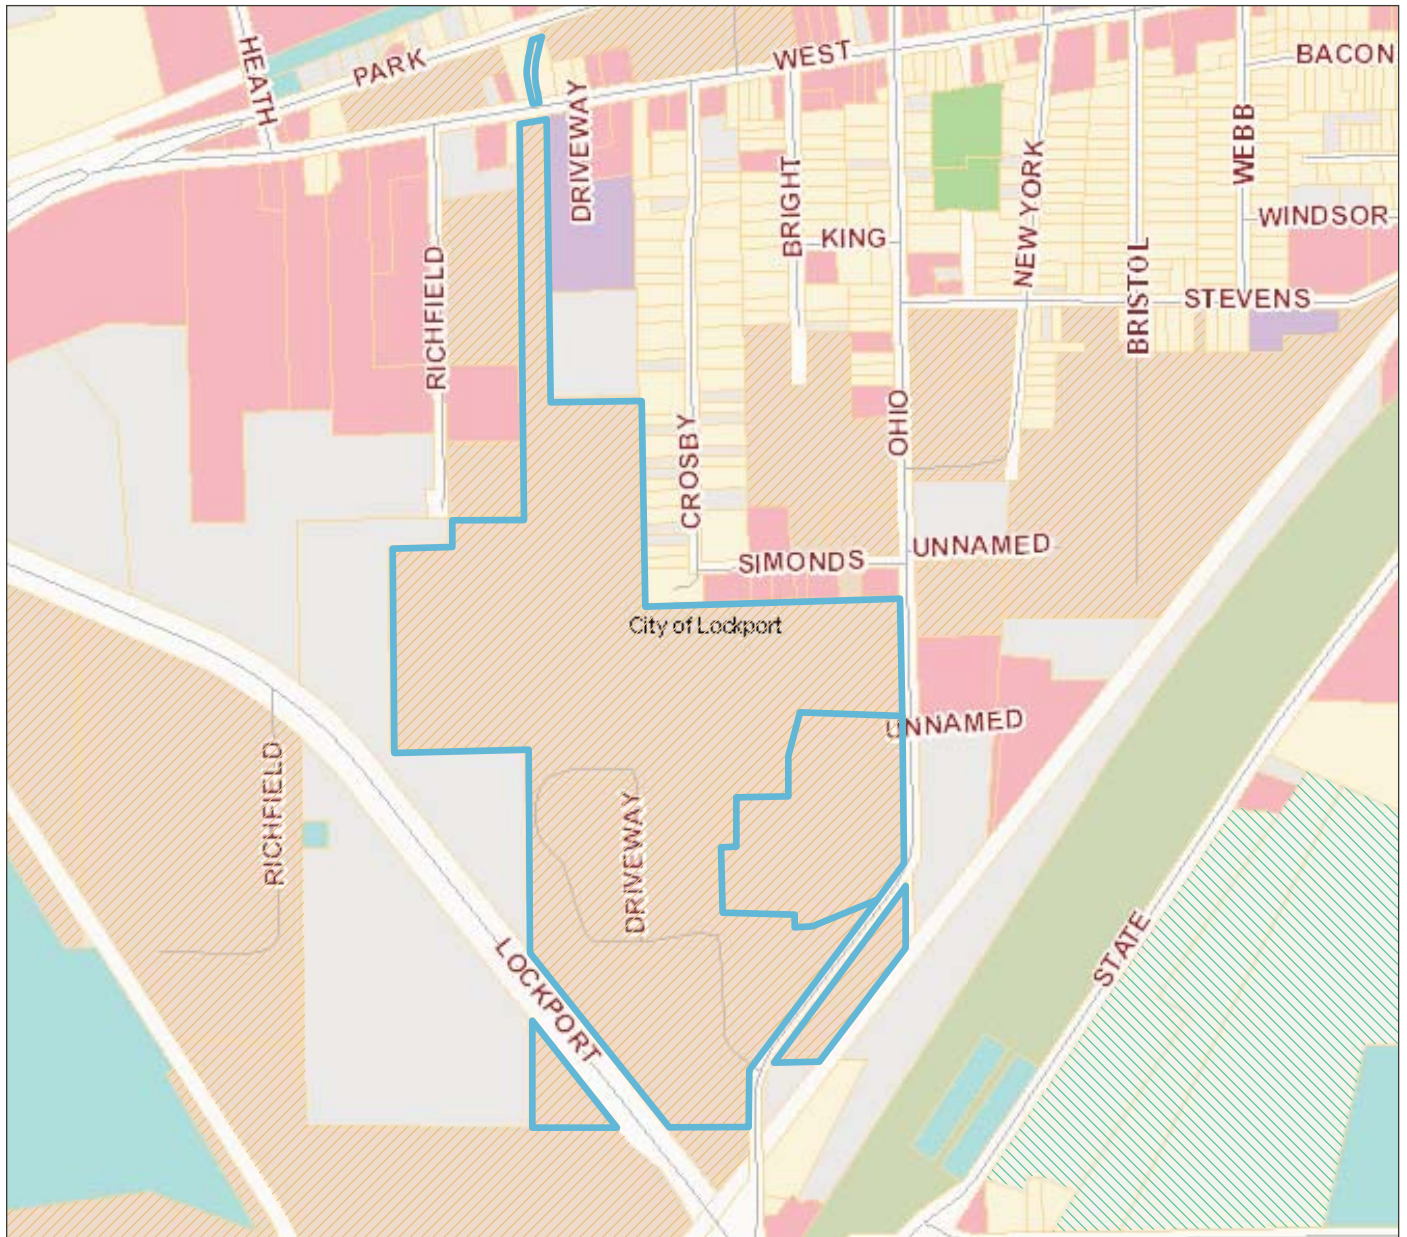 HEATH
PARK
WEST
BACON
DRIVEWAY
WEBB
BRIGHT
NEW YORK
WINDSOR
KING
RICHFIELD
BRISTOL
STEVENS
OHIO
CROSBY
UNNAMED
SIMONDS
City of Lockport
UNNAMED
RICHFIELD
DRIVEWAY
STATE
LOCKPORT